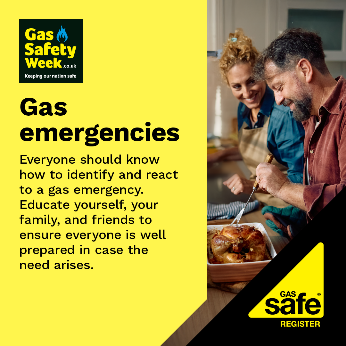 Gas
Safety
Week.co.uk
Keeping our nation safe
Gas
emergencies
Everyone should know
how to identify and react
to a gas emergency.
Educate yourself, your
family, and friends to
ensure everyone is well
prepared in case the
need arises.
GAS
safe
REGISTER